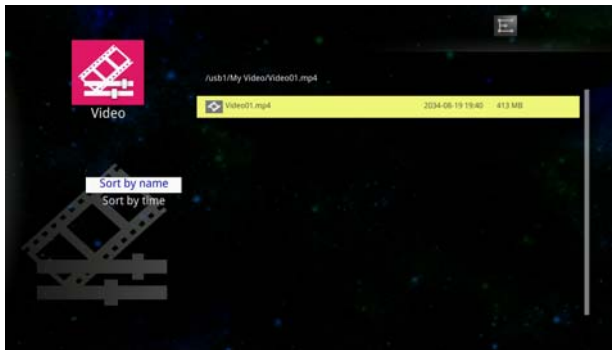 /usb1/My Video/Video01.mp4
Video
Video01.mp4 2034-08-19 19:40 413 MB
Sort by name
Sort by time